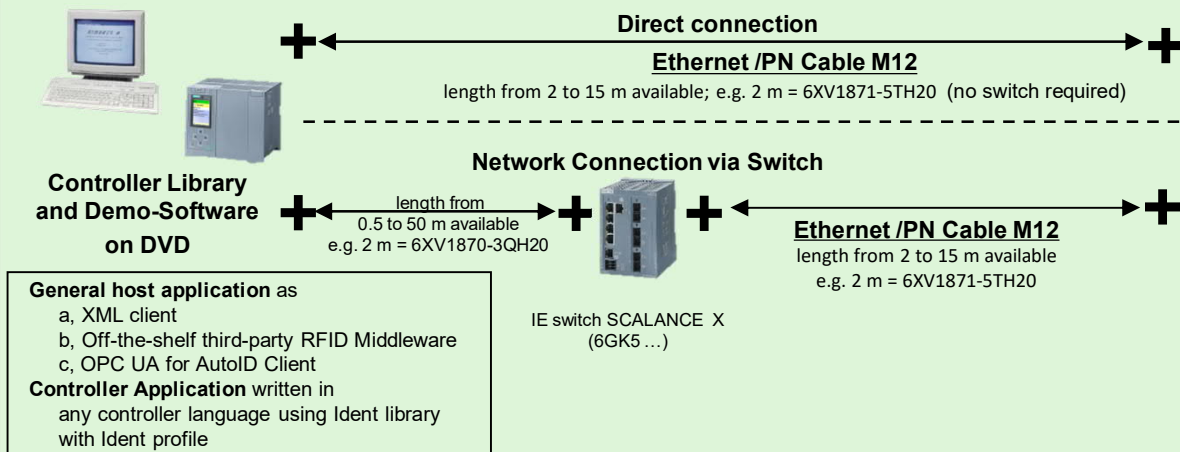 Direct connection
Ethernet /PN Cable M12
length from 2 to 15 m available; e.g. 2 m = 6XV1871-5TH20 (no switch required)
Network Connection via Switch
Controller Library
and Demo-Software
on DVD
length from
0.5 to 50 m available
e.g. 2 m = 6XV1870-3QH20
Ethernet /PN Cable M12
length from 2 to 15 m available
e.g. 2 m = 6XV1871-5TH20
IE switch SCALANCE X
(6GK5 …)
General host application as
a, XML client
b, Off-the-shelf third-party RFID Middleware
c, OPC UA for AutoID Client
Controller Application written in
any controller language using Ident library
with Ident profile